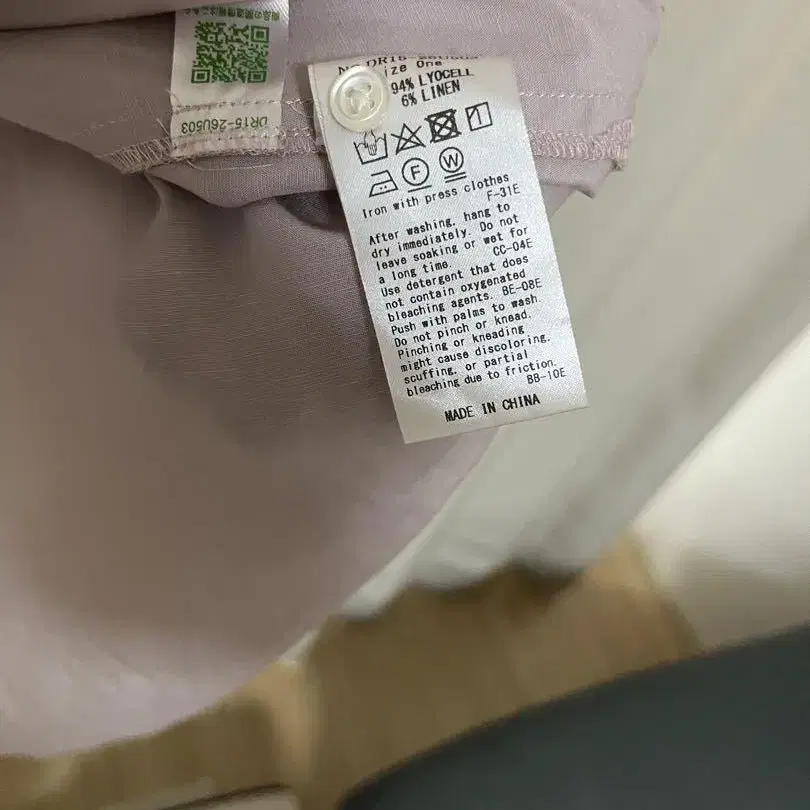 DR15-26U503
Size One
94% LYOCELL
6% LINEN
F
W
Iron with press clothes
F-31E
After washing, hang to
dry immediately. Do not
leave soaking or wet for
a long time.
CC-04E
Use detergent that does
not contain oxygenated
bleaching agents. BE-08E
Push with palms to wash
Do not pinch or knead.
Pinching or kneading
might cause discoloring,
scuffing, or partial
bleaching due to friction.
BB-10E
MADE IN CHINA